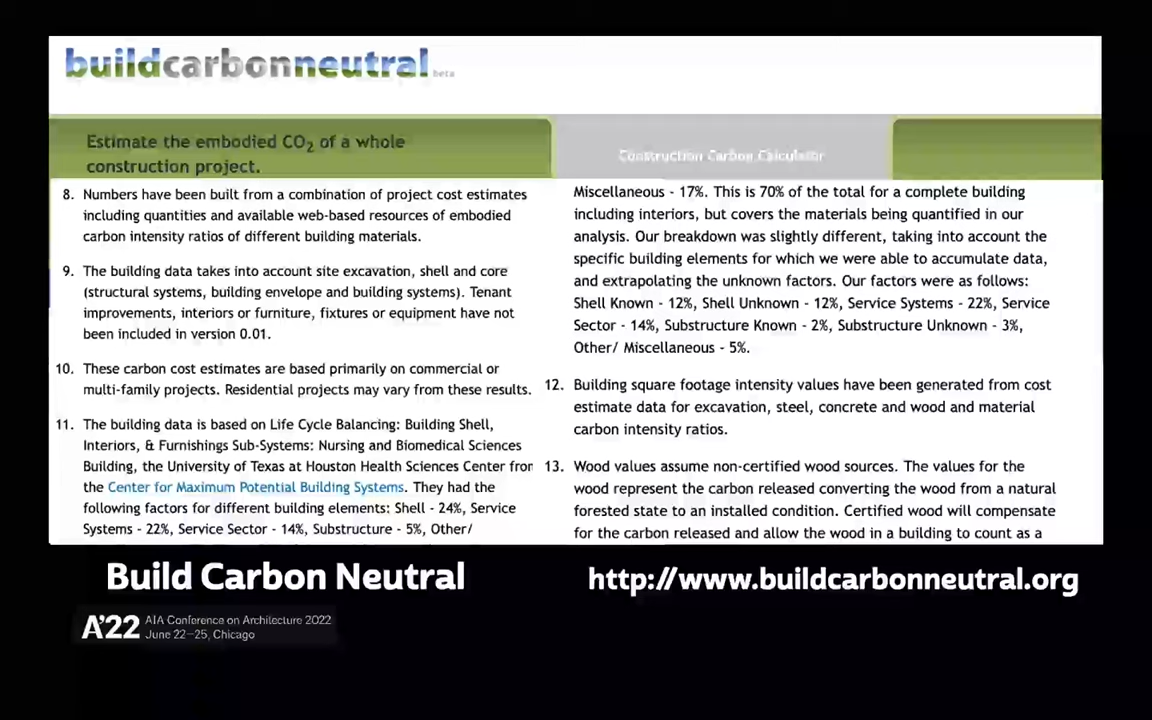 buildcarbonneutral beta
Estimate the embodied CO2 of a whole
construction project.
Construction Carbon Calculator
8. Numbers have been built from a combination of project cost estimates
including quantities and available web-based resources of embodied
carbon intensity ratios of different building materials.
9. The building data takes into account site excavation, shell and core
(structural systems, building envelope and building systems). Tenant
improvements, interiors or furniture, fixtures or equipment have not
been included in version 0.01.
10. These carbon cost estimates are based primarily on commercial or
multi-family projects. Residential projects may vary from these results.
11. The building data is based on Life Cycle Balancing: Building Shell,
Interiors, & Furnishings Sub-Systems: Nursing and Biomedical Sciences
Building, the University of Texas at Houston Health Sciences Center from
the Center for Maximum Potential Building Systems. They had the
following factors for different building elements: Shell - 24%, Service
Systems - 22%, Service Sector - 14%, Substructure - 5%, Other/
Miscellaneous - 17%. This is 70% of the total for a complete building
including interiors, but covers the materials being quantified in our
analysis. Our breakdown was slightly different, taking into account the
specific building elements for which we were able to accumulate data,
and extrapolating the unknown factors. Our factors were as follows:
Shell Known - 12%, Shell Unknown - 12%, Service Systems - 22%, Service
Sector - 14%, Substructure Known - 2%, Substructure Unknown - 3%,
Other/ Miscellaneous - 5%.
12. Building square footage intensity values have been generated from cost
estimate data for excavation, steel, concrete and wood and material
carbon intensity ratios.
13. Wood values assume non-certified wood sources. The values for the
wood represent the carbon released converting the wood from a natural
forested state to an installed condition. Certified wood will compensate
for the carbon released and allow the wood in a building to count as a
Build Carbon Neutral
http://www.buildcarbonneutral.org
A'22 AIA Conference on Architecture 2022
June 22–25, Chicago